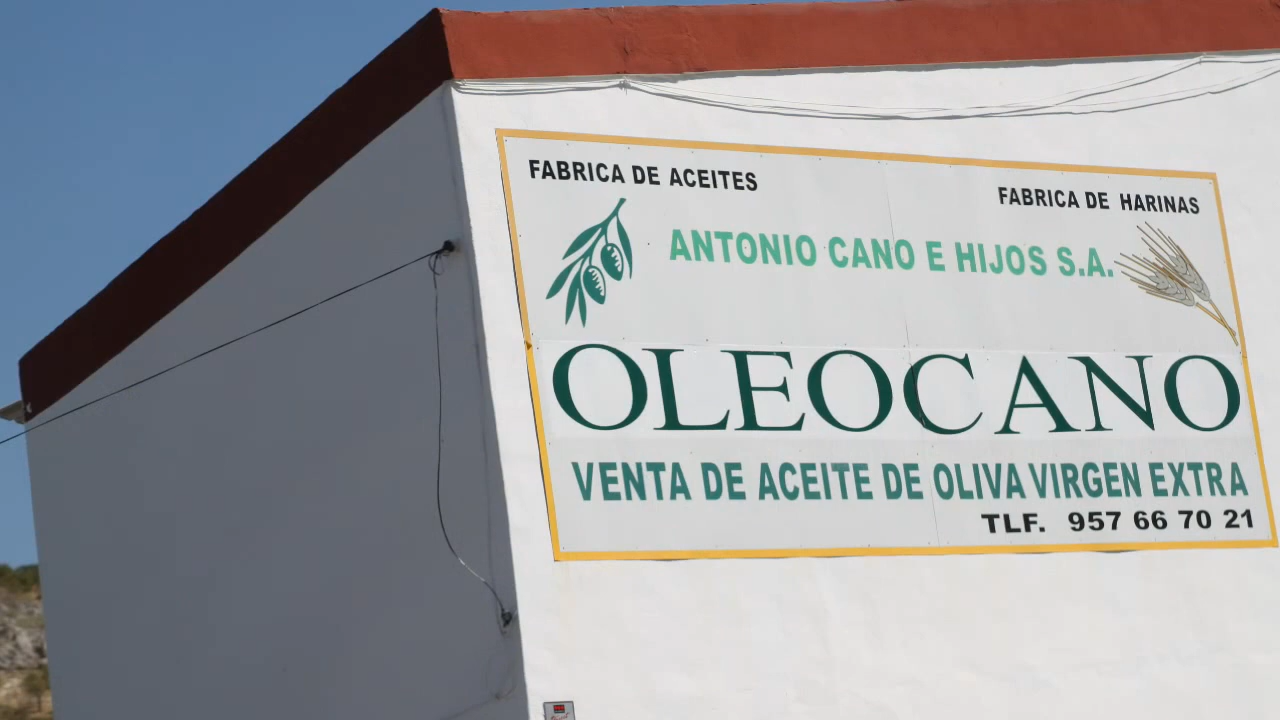 FABRICA DE ACEITES
FABRICA DE HARINAS
ANTONIO CANO E HIJOS S.A.
OLEOCANO
VENTA DE ACEITE DE OLIVA VIRGEN EXTRA
TLF. 957 66 70 21